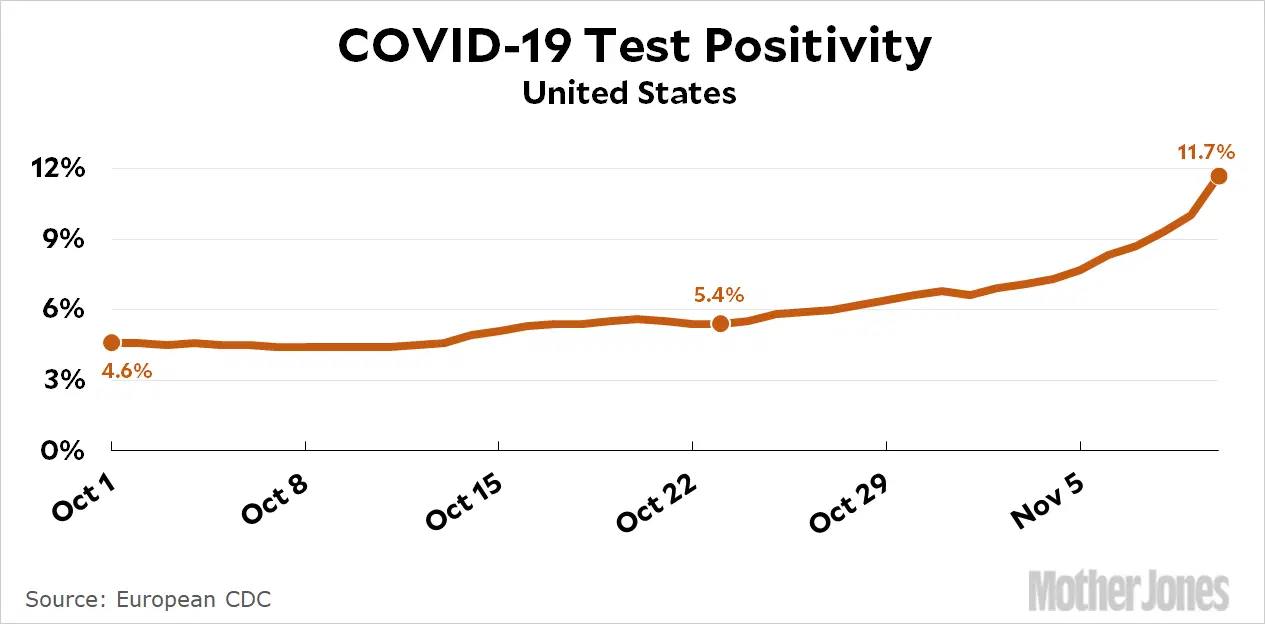 COVID-19 Test Positivity
United States
12%
9%
6%
3%
0%
4.6%
5.4%
11.7%
Oct 1
Oct 8
Oct 15
Oct 22
Oct 29
Nov 5
Source: European CDC
Mother Jones